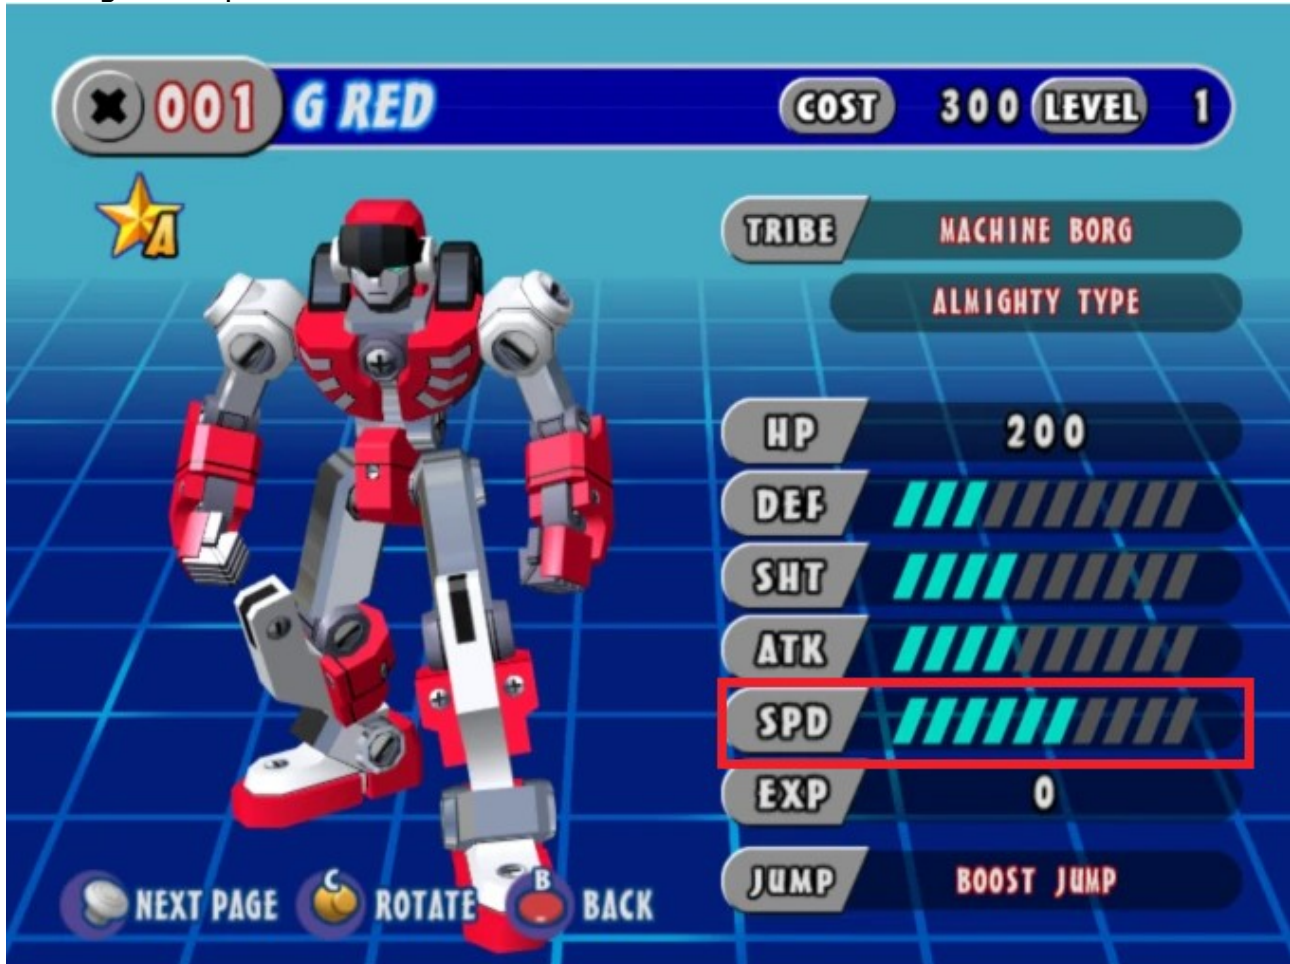 001 G RED COST 300 LEVEL 1
A
TRIBE MACHINE BORG
ALMIGHTY TYPE
HP 200
DEF
SHT
ATK
SPD
EXP 0
JUMP BOOST JUMP
NEXT PAGE C ROTATE B BACK